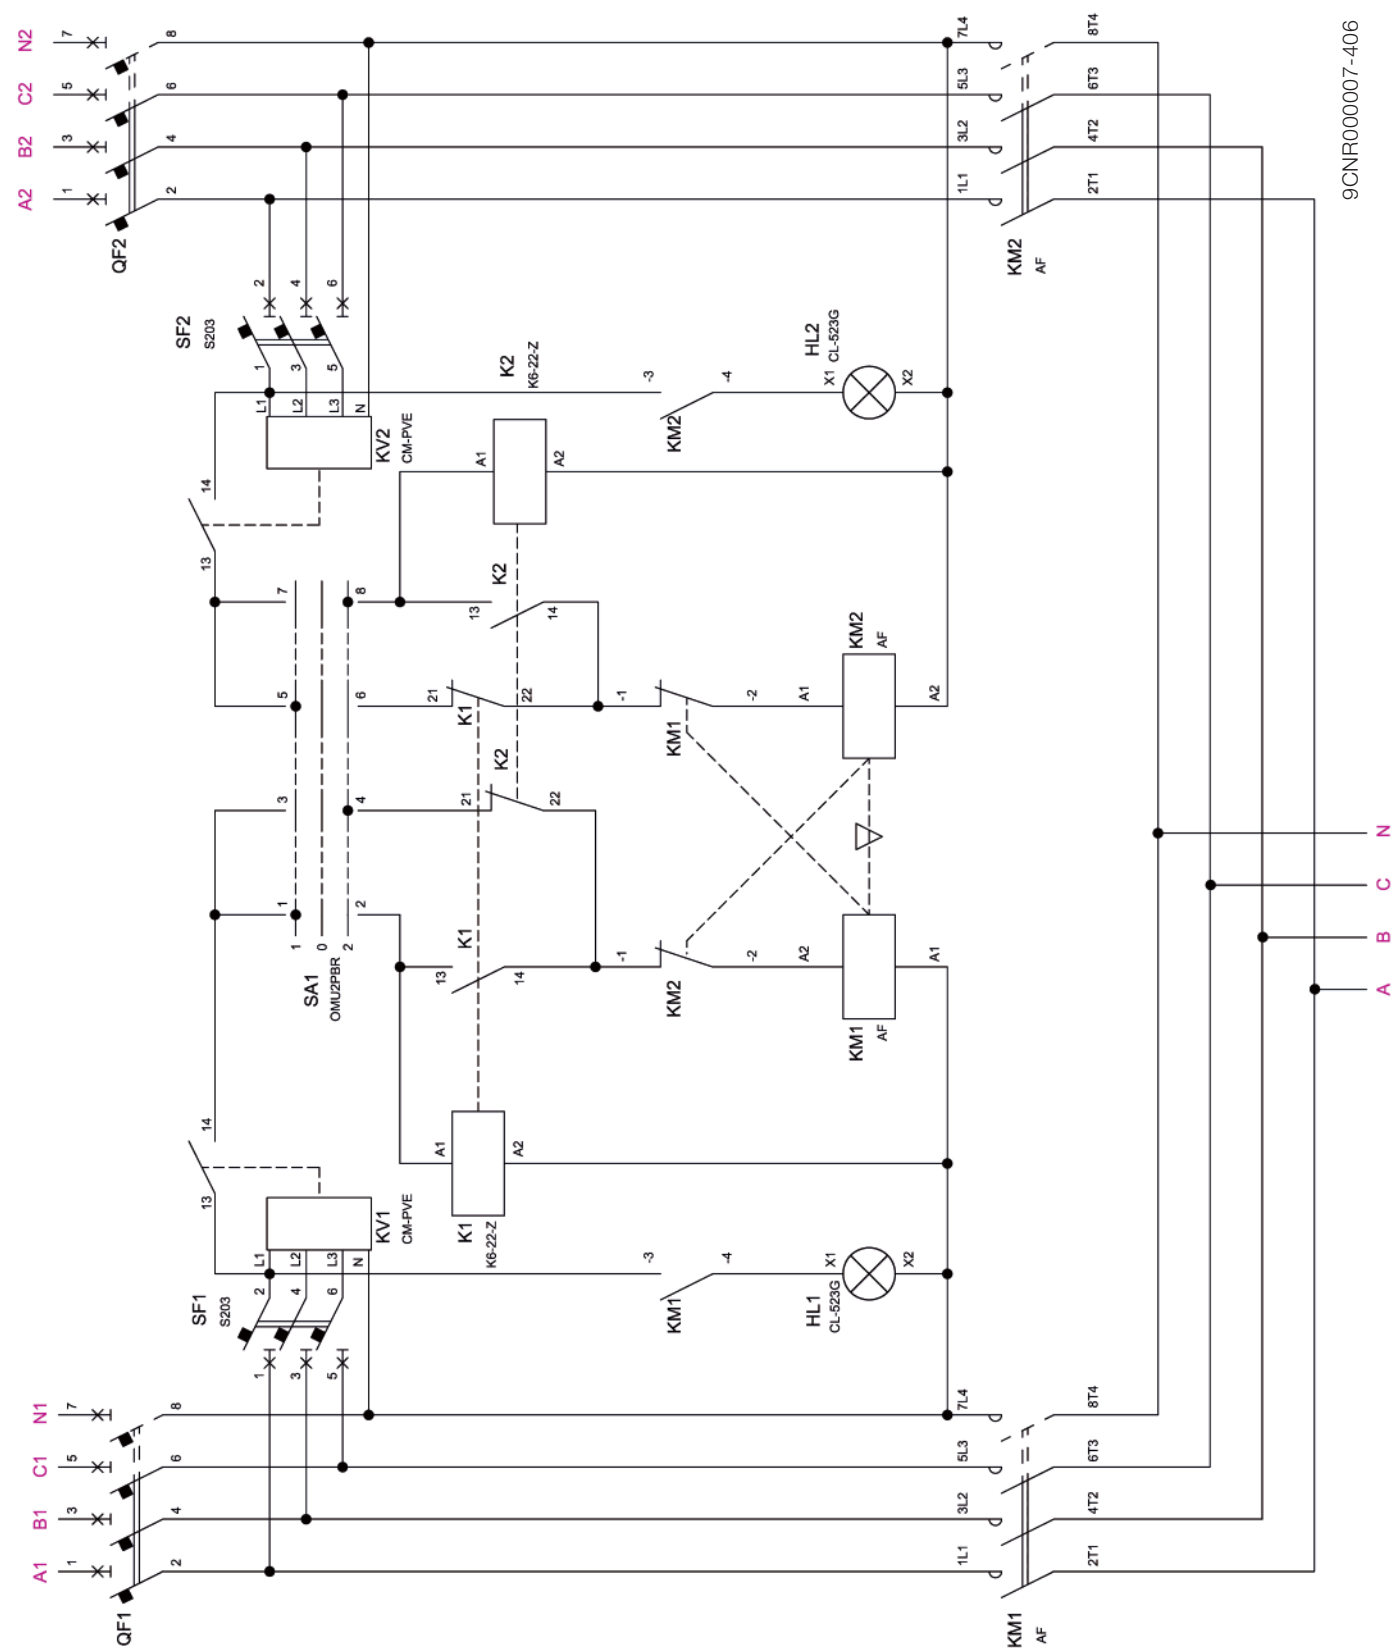 A1
B1
C1
N1
1
3
5
7
QF1
2
4
6
8
A2
B2
C2
N2
1
3
5
7
QF2
2
4
6
8
SF1
S203
1
3
5
2
4
6
L1
L2
L3
N
KV1
CM-PVE
13
14
SF2
S203
2
4
6
1
3
5
L1
L2
L3
N
KV2
CM-PVE
13
14
1
3
5
7
1
0
2
SA1
OMU2PBR
2
4
6
8
K1
K6-22-Z
A1
A2
K1
13
14
K2
21
22
K1
21
22
K2
13
14
K2
K6-22-Z
A1
A2
KM1
-3
-4
KM2
-1
-2
KM1
-1
-2
KM2
-3
-4
HL1
CL-523G
X1
X2
KM1
AF
A2
A1
KM2
AF
A1
A2
HL2
CL-523G
X1
X2
1L1
3L2
5L3
7L4
KM1
AF
2T1
4T2
6T3
8T4
1L1
3L2
5L3
7L4
KM2
AF
2T1
4T2
6T3
8T4
A
B
C
N
9CNR000007-406